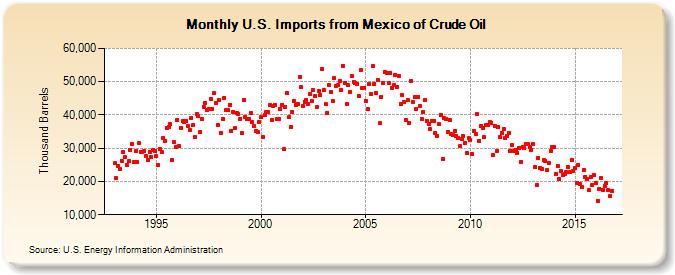 Monthly U.S. Imports from Mexico of Crude Oil
Thousand Barrels
60,000
50,000
40,000
30,000
20,000
10,000
1995 2000 2005 2010 2015
Source: U.S. Energy Information Administration